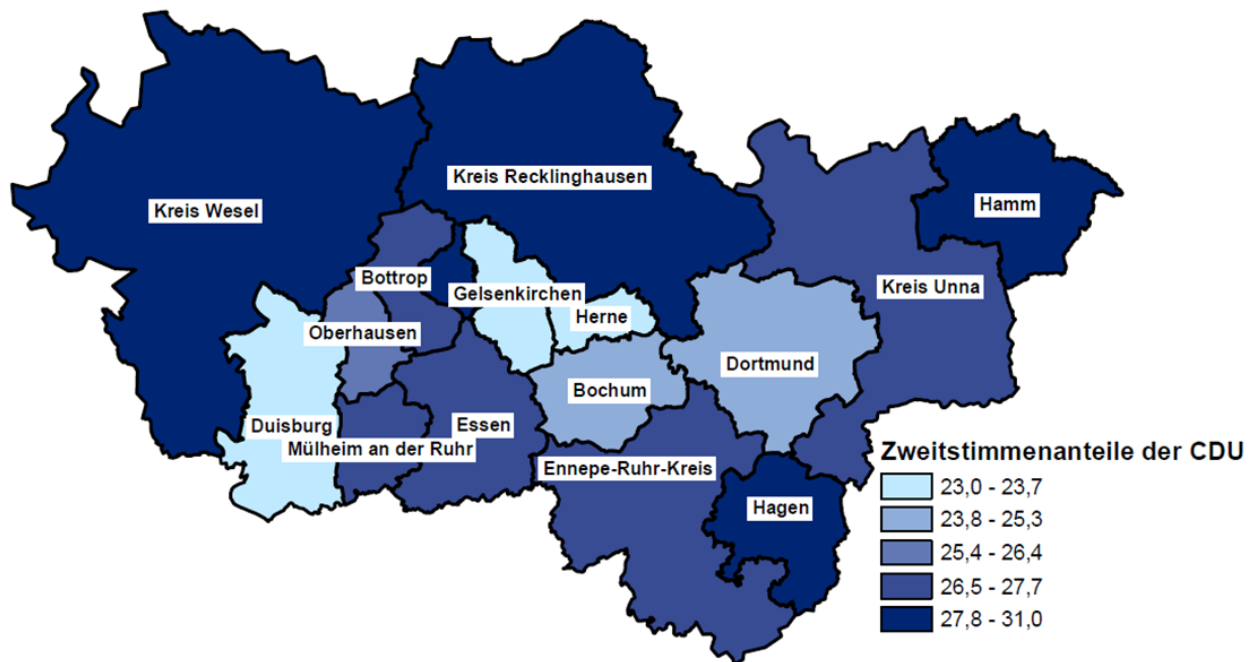 Kreis Recklinghausen
Kreis Wesel
Hamm
Bottrop
Gelsenkirchen
Kreis Unna
Herne
Oberhausen
Dortmund
Bochum
Duisburg
Essen
Mülheim an der Ruhr
Ennepe-Ruhr-Kreis
Hagen
Zweitstimmenanteile der CDU
23,0 - 23,7
23,8 - 25,3
25,4 - 26,4
26,5 - 27,7
27,8 - 31,0